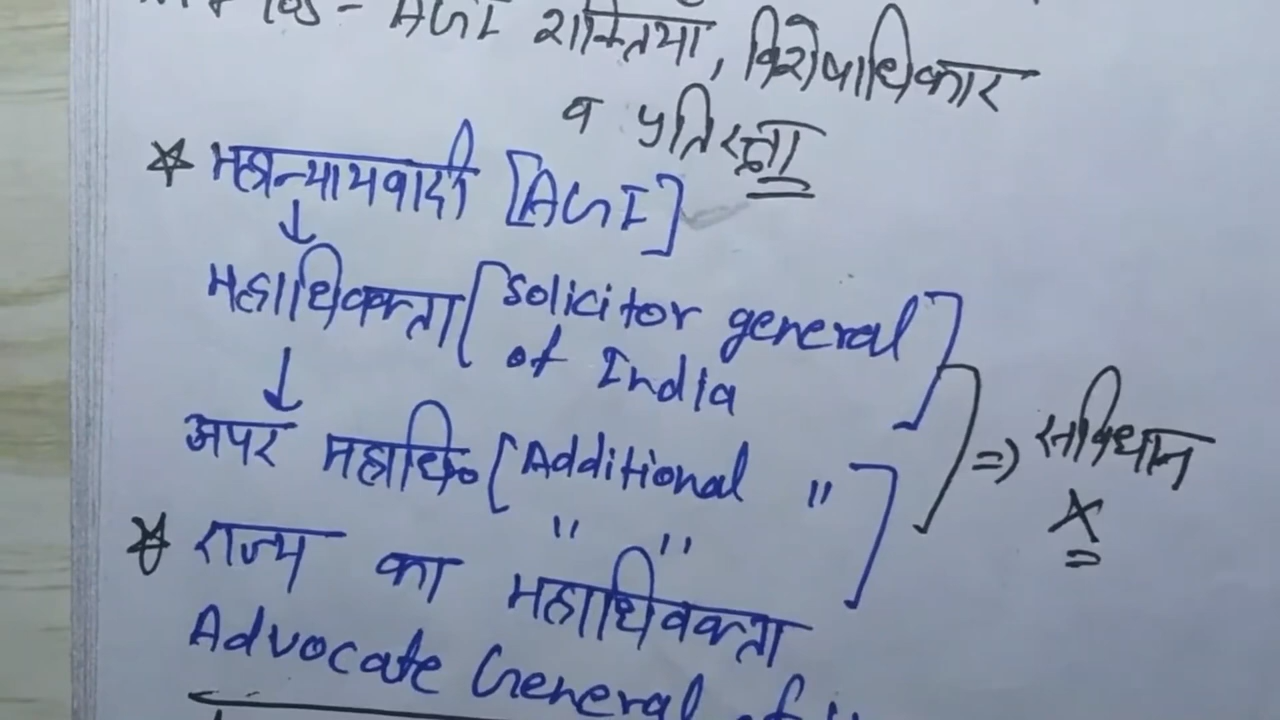 - AGI शक्तियां, विशेषाधिकार
व प्रतिरक्षा
☆ महान्यायवादी [AGI]
↓
महाधिवक्ता [Solicitor general
of India]
↓
अपर महाधि० [Additional "
" "] => संविधान
X
☆ राज्य का महाधिवक्ता
Advocate General of "